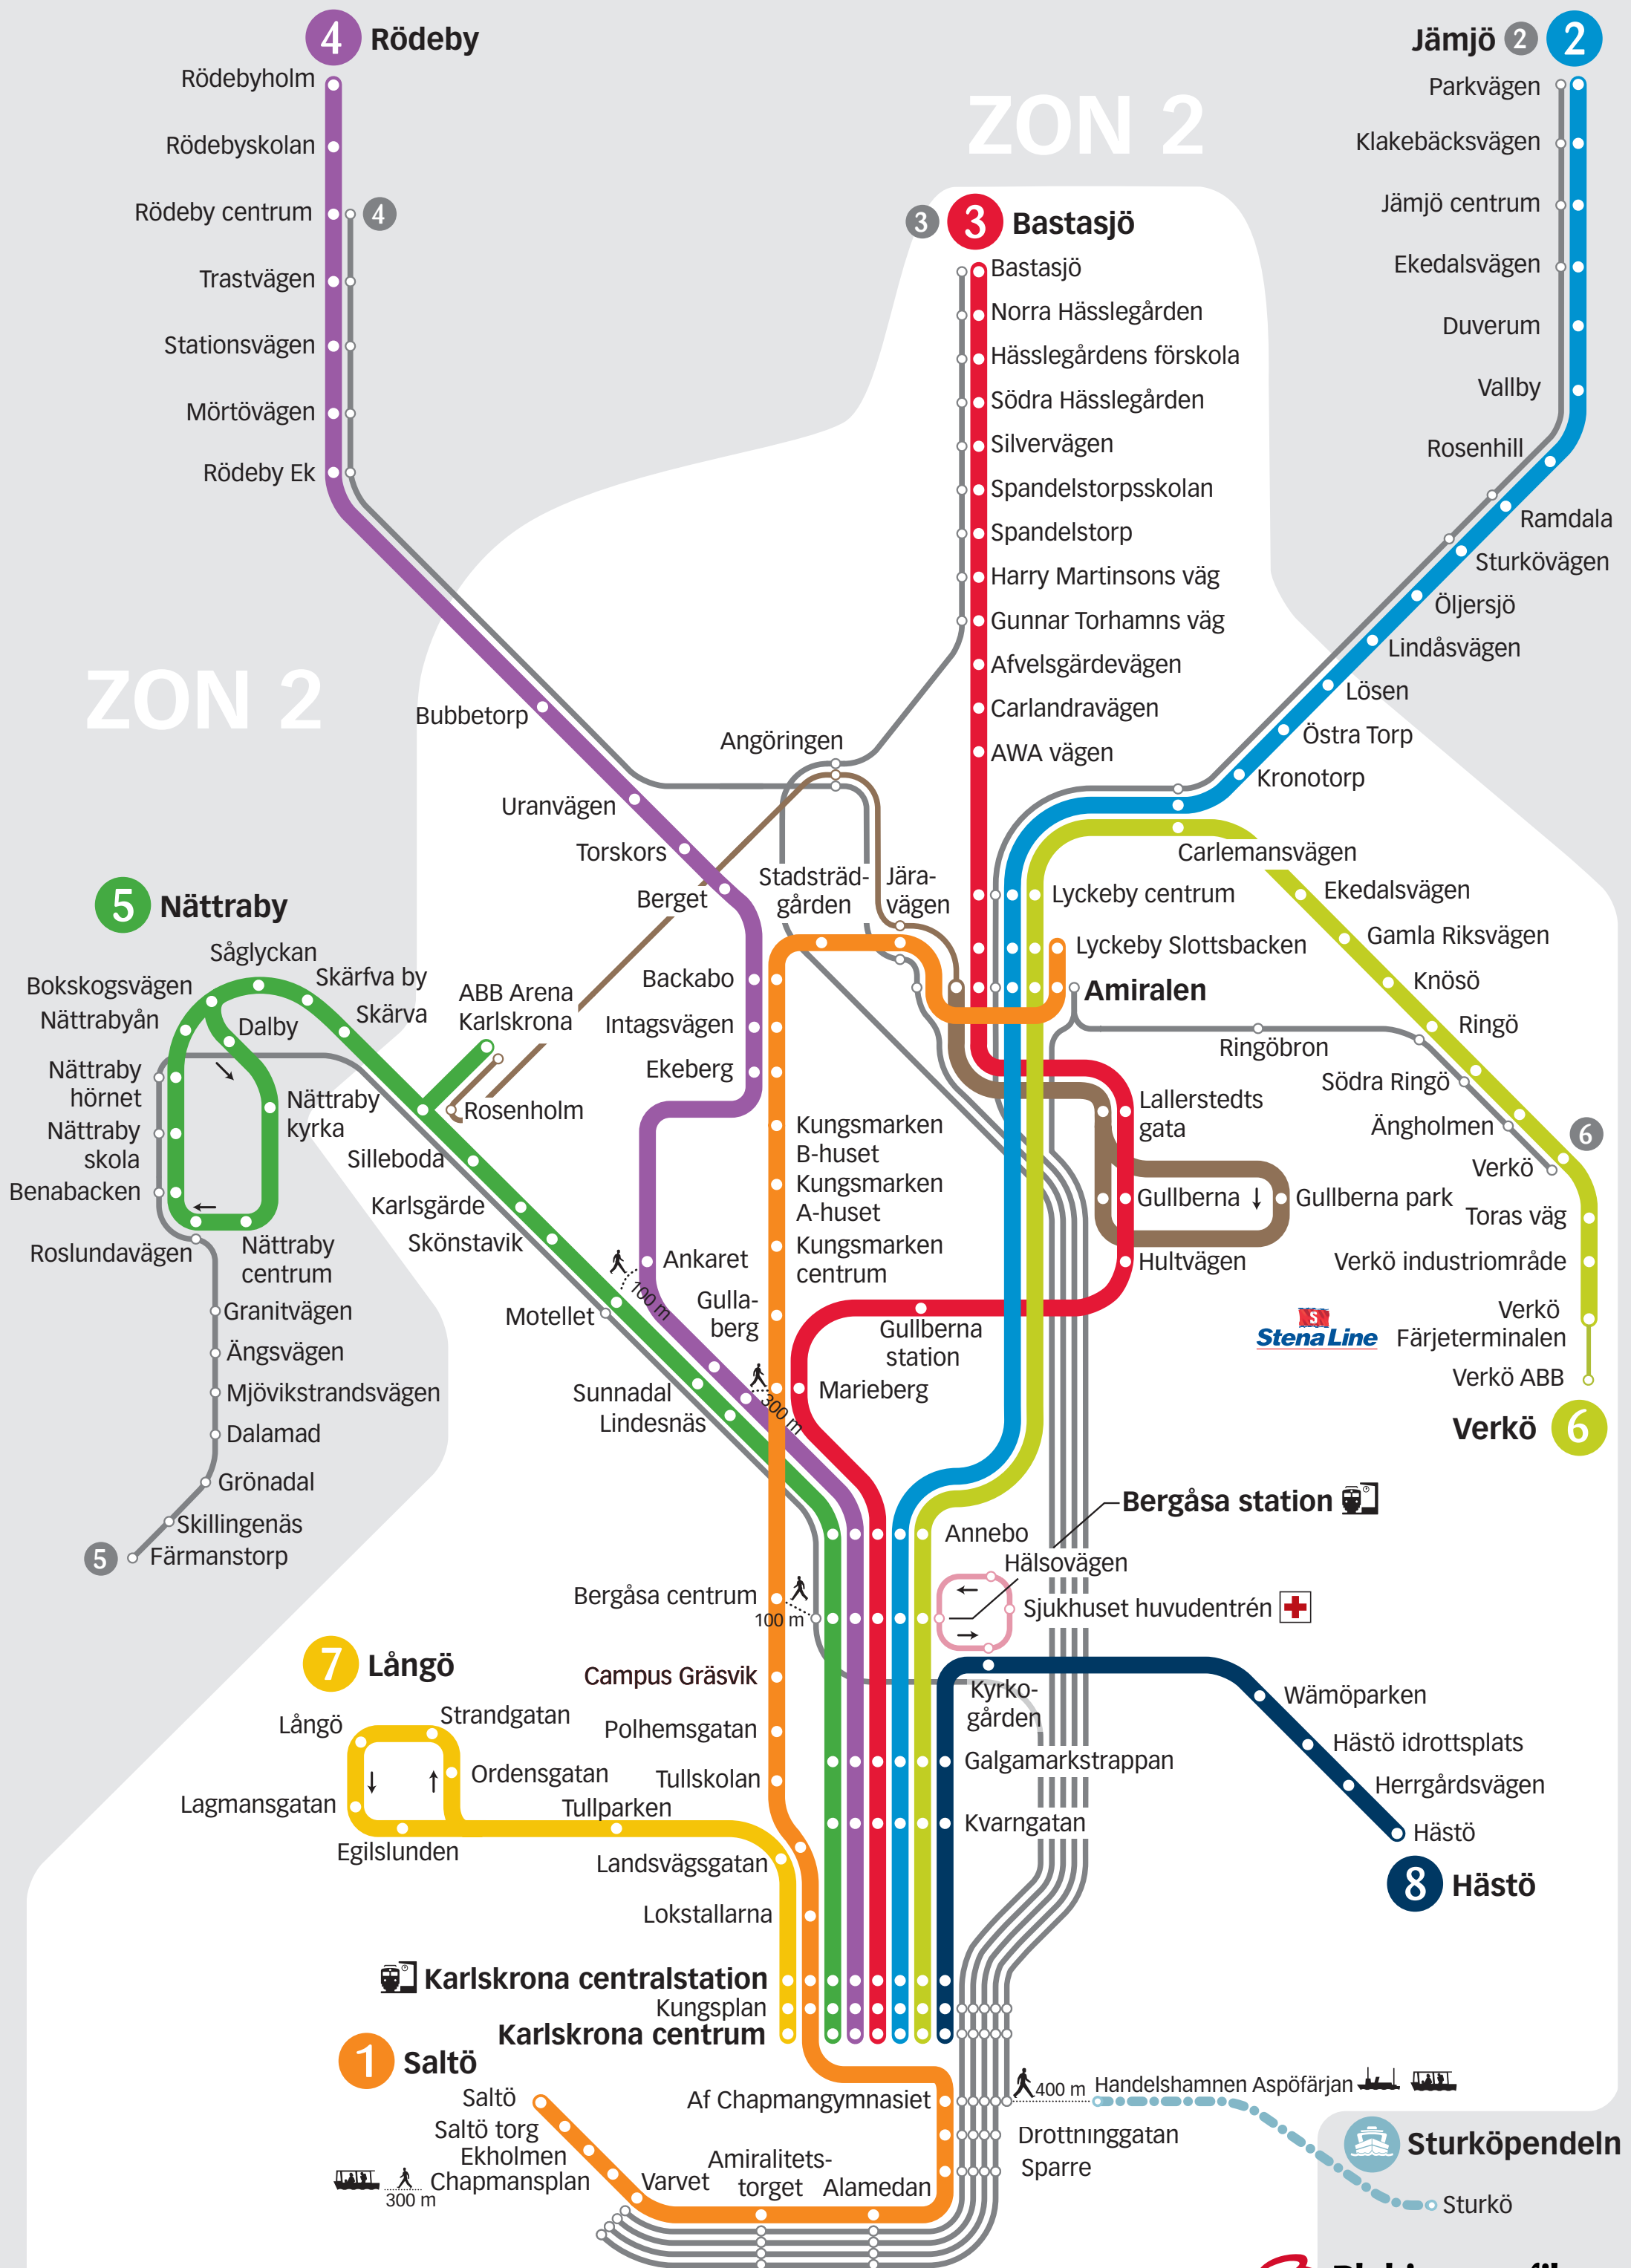 4 Rödeby
Jämjö 2 2
Rödebyholm
Rödebyskolan
Rödeby centrum
4
Trastvägen
Stationsvägen
Mörtövägen
Rödeby Ek
ZON 2
Parkvägen
Klakebäcksvägen
Jämjö centrum
Ekedalsvägen
Duverum
Vallby
Rosenhill
Ramdala
Sturkövägen
Öljersjö
Lindåsvägen
Lösen
Östra Torp
Kronotorp
3 3 Bastasjö
Bastasjö
Norra Hässlegården
Hässlegårdens förskola
Södra Hässlegården
Silvervägen
Spandelstorpsskolan
Spandelstorp
Harry Martinsons väg
Gunnar Torhamns väg
Afvelsgärdevägen
Carlandravägen
AWA vägen
ZON 2
Bubbetorp
Uranvägen
Torskors
Berget
Angöringen
Stadsträd-
gården
Jära-
vägen
Carlemansvägen
Lyckeby centrum
Lyckeby Slottsbacken
Amiralen
Ekedalsvägen
Gamla Riksvägen
Knösö
Ringö
Ringöbron
Södra Ringö
Ängholmen
6
Verkö
Toras väg
Verkö industriområde
Verkö
Färjeterminalen
Verkö ABB
S
Stena Line
Verkö 6
5 Nättraby
Såglyckan
Bokskogsvägen
Skärfva by
Nättrabyån
Dalby
Skärva
ABB Arena
Karlskrona
Nättraby
hörnet
Nättraby
kyrka
Rosenholm
Nättraby
skola
Silleboda
Benabacken
Karlsgärde
Roslundavägen
Nättraby
centrum
Skönstavik
Granitvägen
Ängsvägen
Mjövikstrandsvägen
Dalamad
Grönadal
Skillingenäs
5 Färmanstorp
Motellet
Sunnadal
Lindesnäs
Backabo
Intagsvägen
Ekeberg
Kungsmarken
B-huset
Kungsmarken
A-huset
Kungsmarken
centrum
Ankaret
100 m
Gulla-
berg
300 m
Lallerstedts
gata
Gullberna
Gullberna park
Hultvägen
Gullberna
station
Marieberg
Bergåsa station
Annebo
Hälsovägen
Sjukhuset huvudentrén
Bergåsa centrum
100 m
7 Långö
Campus Gräsvik
Kyrko-
gården
Wämöparken
Långö
Strandgatan
Polhemsgatan
Hästö idrottsplats
Ordensgatan
Tullskolan
Galgamarkstrappan
Herrgårdsvägen
Lagmansgatan
Tullparken
Kvarngatan
Hästö
Egilslunden
Landsvägsgatan
8 Hästö
Lokstallarna
Karlskrona centralstation
Kungsplan
Karlskrona centrum
1 Saltö
Saltö
Saltö torg
Ekholmen
Chapmansplan
300 m
Varvet
Amiralitets-
torget
Alamedan
Af Chapmangymnasiet
400 m
Handelshamnen Aspöfärjan
Drottninggatan
Sparre
Sturköpendeln
Sturkö